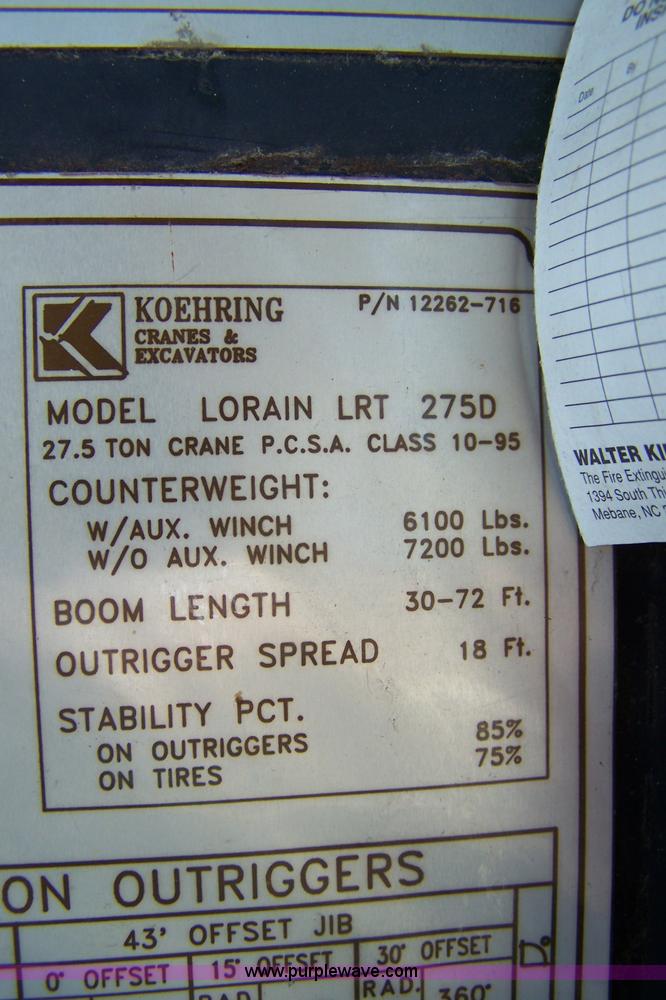 KOEHRING
CRANES &
EXCAVATORS
P/N 12262-716
MODEL LORAIN LRT 275D
27.5 TON CRANE P.C.S.A. CLASS 10-95
COUNTERWEIGHT:
W/AUX. WINCH 6100 Lbs.
W/O AUX. WINCH 7200 Lbs.
BOOM LENGTH 30-72 Ft.
OUTRIGGER SPREAD 18 Ft.
STABILITY PCT.
ON OUTRIGGERS 85%
ON TIRES 75%
ON OUTRIGGERS
43' OFFSET JIB
0° OFFSET 15° OFFSET 30° OFFSET
RAD. 360°
www.purplewave.com
Date By
WALTER
The Fire
1394 South
Mebane, NC